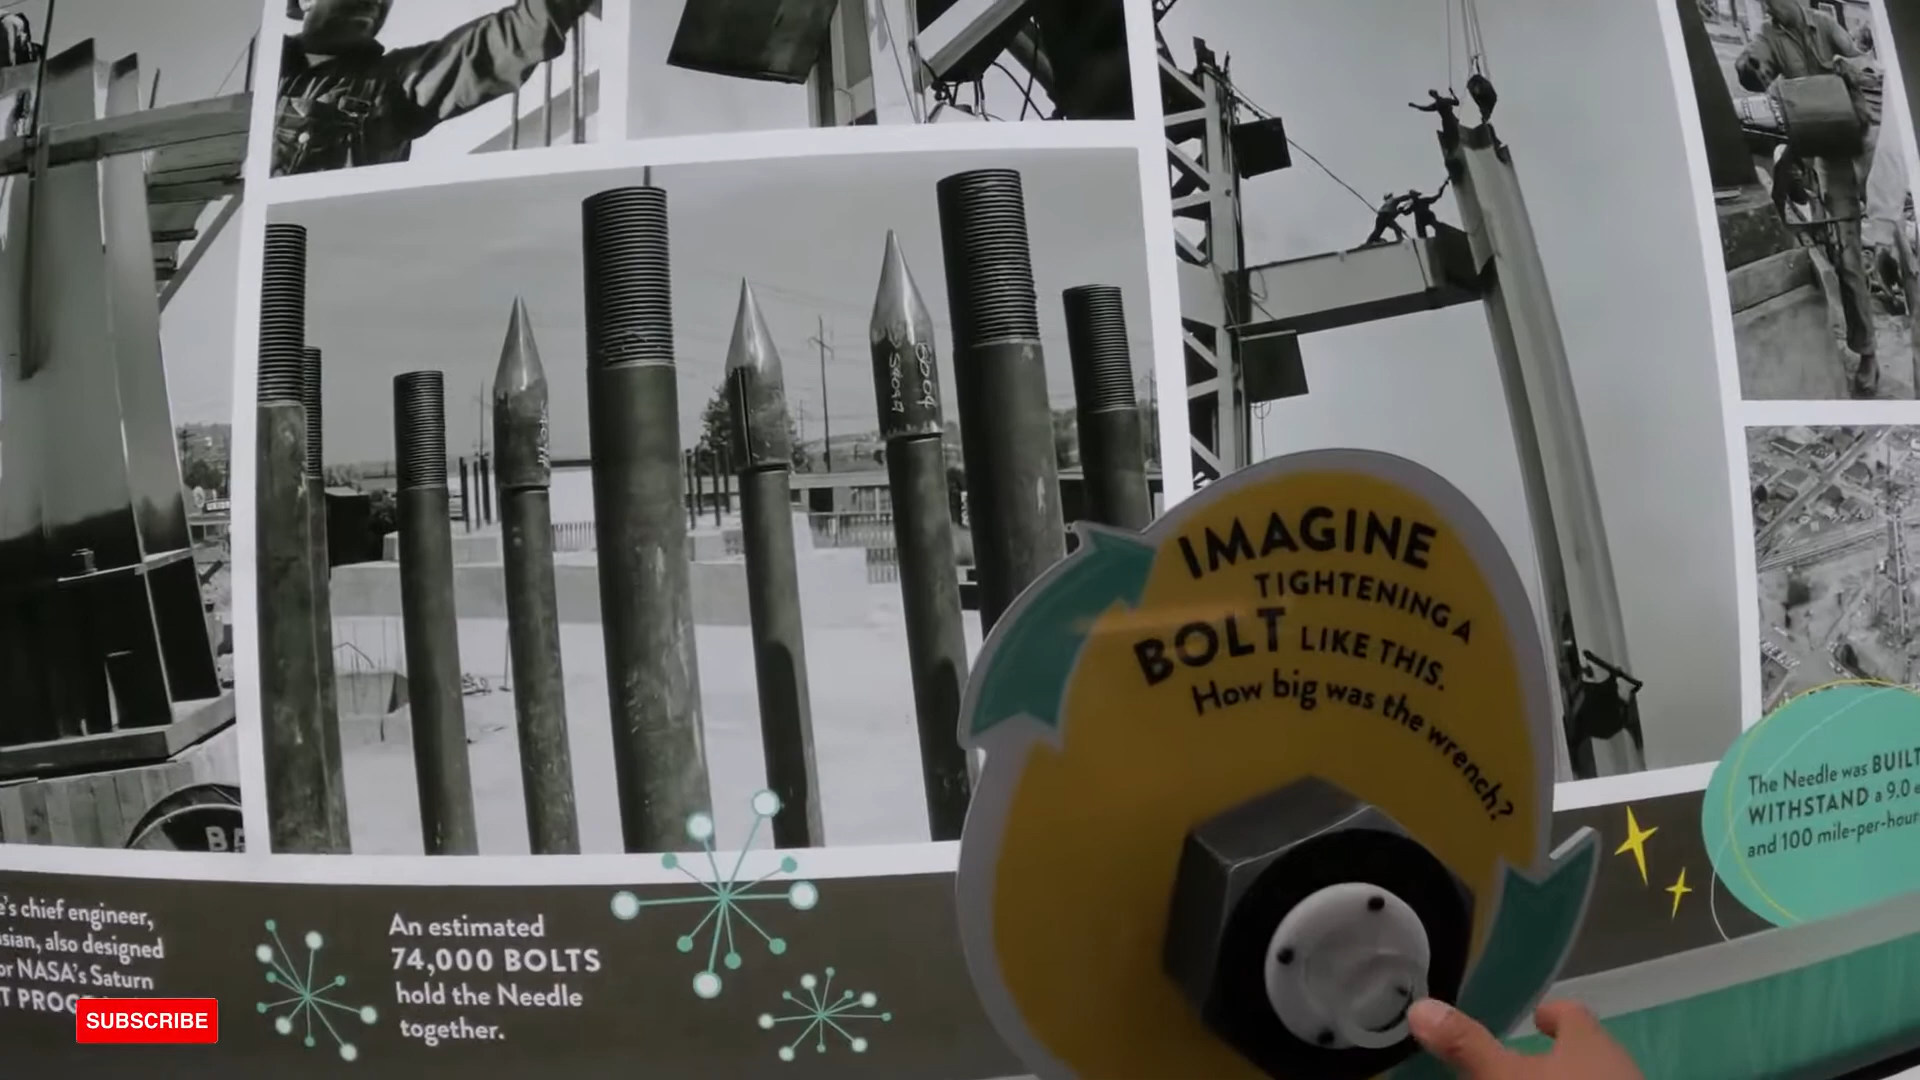 IMAGINE
TIGHTENING A
BOLT LIKE THIS.
How big was the wrench?
The Needle was BUILT
WITHSTAND a 9.0
and 100 mile-per-hour
chief engineer,
also designed
NASA's Saturn
An estimated
74,000 BOLTS
hold the Needle
together.
SUBSCRIBE